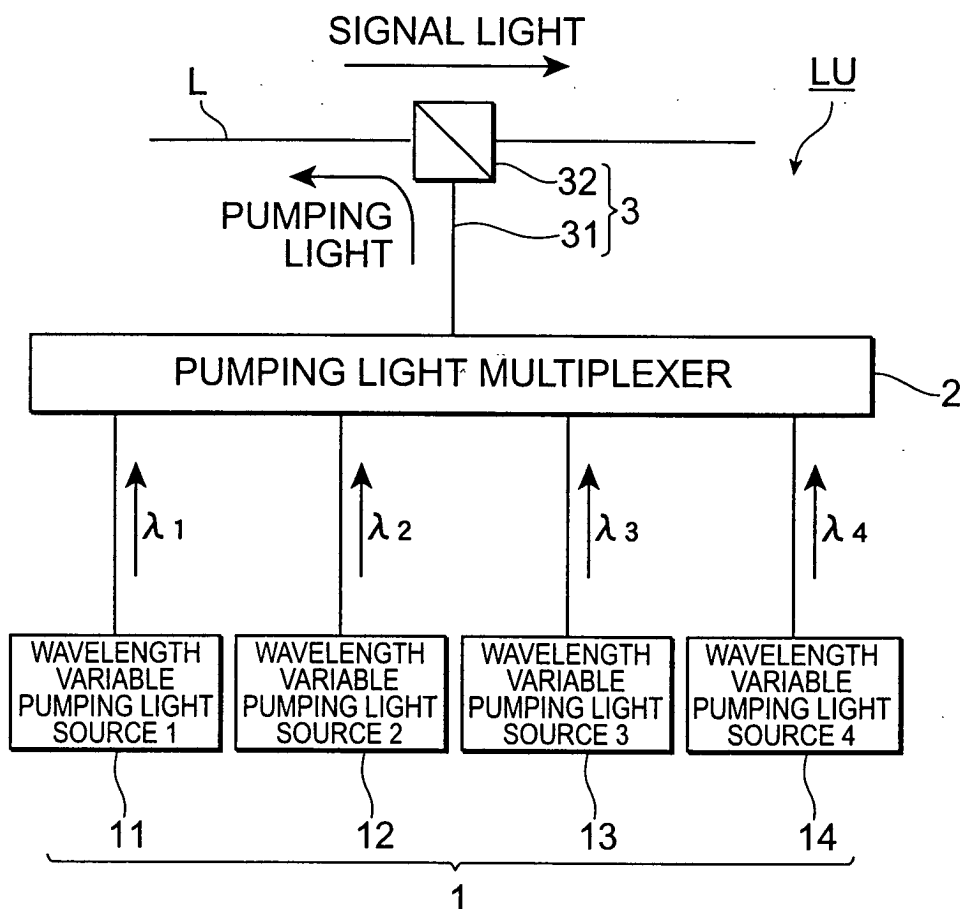 SIGNAL LIGHT
L
LU
32
31
3
PUMPING
LIGHT
PUMPING LIGHT MULTIPLEXER
2
λ1
λ2
λ3
λ4
WAVELENGTH
VARIABLE
PUMPING LIGHT
SOURCE 1
WAVELENGTH
VARIABLE
PUMPING LIGHT
SOURCE 2
WAVELENGTH
VARIABLE
PUMPING LIGHT
SOURCE 3
WAVELENGTH
VARIABLE
PUMPING LIGHT
SOURCE 4
11
12
13
14
1